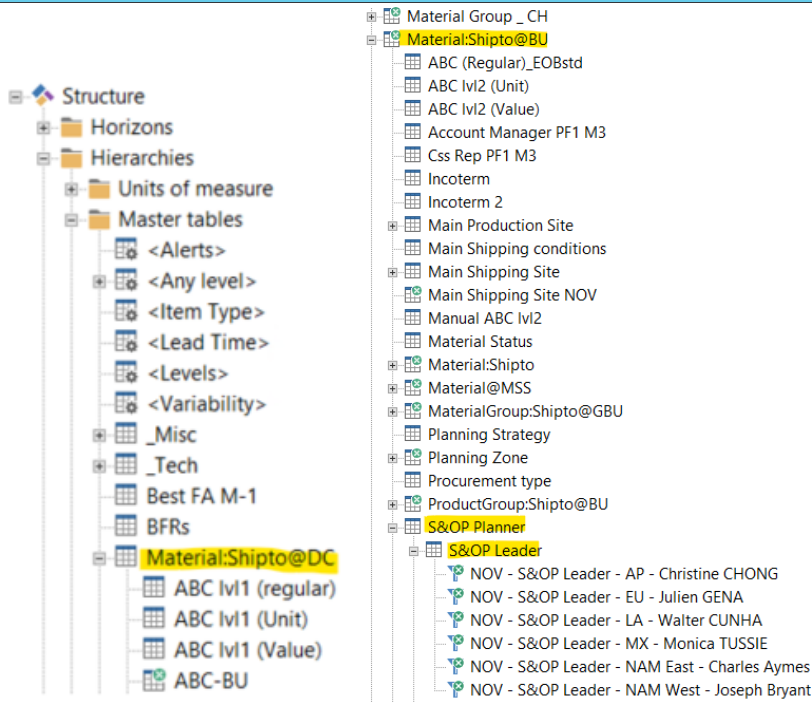 Structure
Horizons
Hierarchies
Units of measure
Master tables
<Alerts>
<Any level>
<Item Type>
<Lead Time>
<Levels>
<Variability>
_Misc
_Tech
Best FA M-1
BFRs
Material:Shipto@DC
ABC lvl1 (regular)
ABC lvl1 (Unit)
ABC lvl1 (Value)
ABC-BU
Material Group _ CH
Material:Shipto@BU
ABC (Regular)_EOBstd
ABC lvl2 (Unit)
ABC lvl2 (Value)
Account Manager PF1 M3
Css Rep PF1 M3
Incoterm
Incoterm 2
Main Production Site
Main Shipping conditions
Main Shipping Site
Main Shipping Site NOV
Manual ABC lvl2
Material Status
Material:Shipto
Material@MSS
MaterialGroup:Shipto@GBU
Planning Strategy
Planning Zone
Procurement type
ProductGroup:Shipto@BU
S&OP Planner
S&OP Leader
NOV - S&OP Leader - AP - Christine CHONG
NOV - S&OP Leader - EU - Julien GENA
NOV - S&OP Leader - LA - Walter CUNHA
NOV - S&OP Leader - MX - Monica TUSSIE
NOV - S&OP Leader - NAM East - Charles Aymes
NOV - S&OP Leader - NAM West - Joseph Bryant